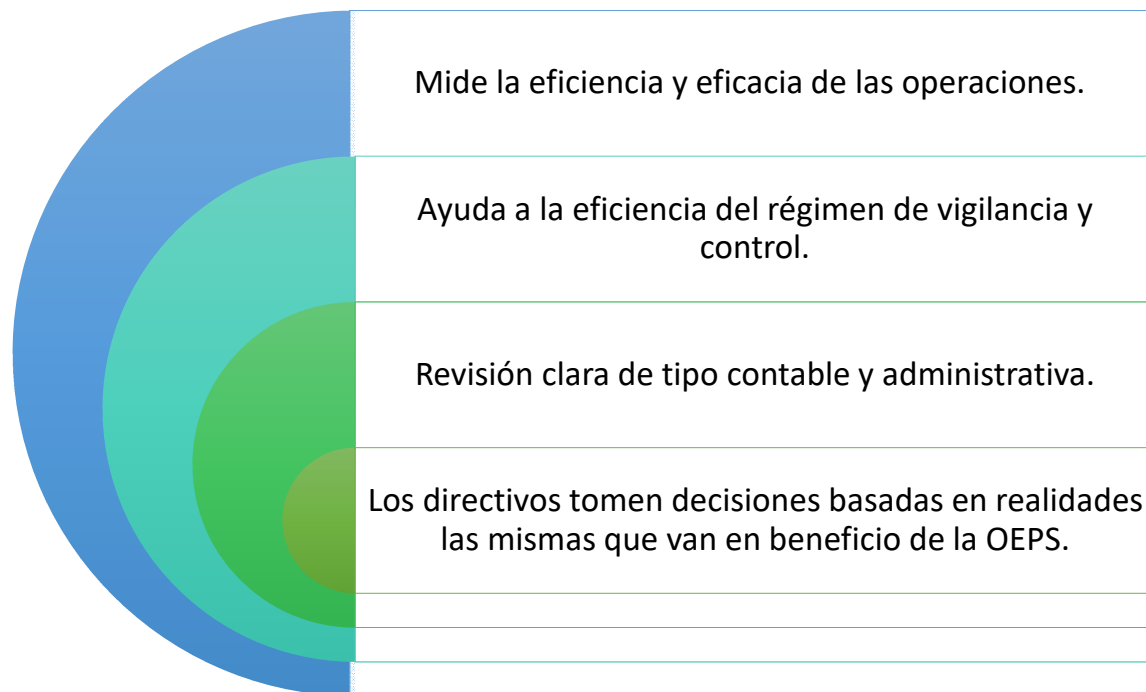 Mide la eficiencia y eficacia de las operaciones.
Ayuda a la eficiencia del régimen de vigilancia y
control.
Revisión clara de tipo contable y administrativa.
Los directivos tomen decisiones basadas en realidades
las mismas que van en beneficio de la OEPS.